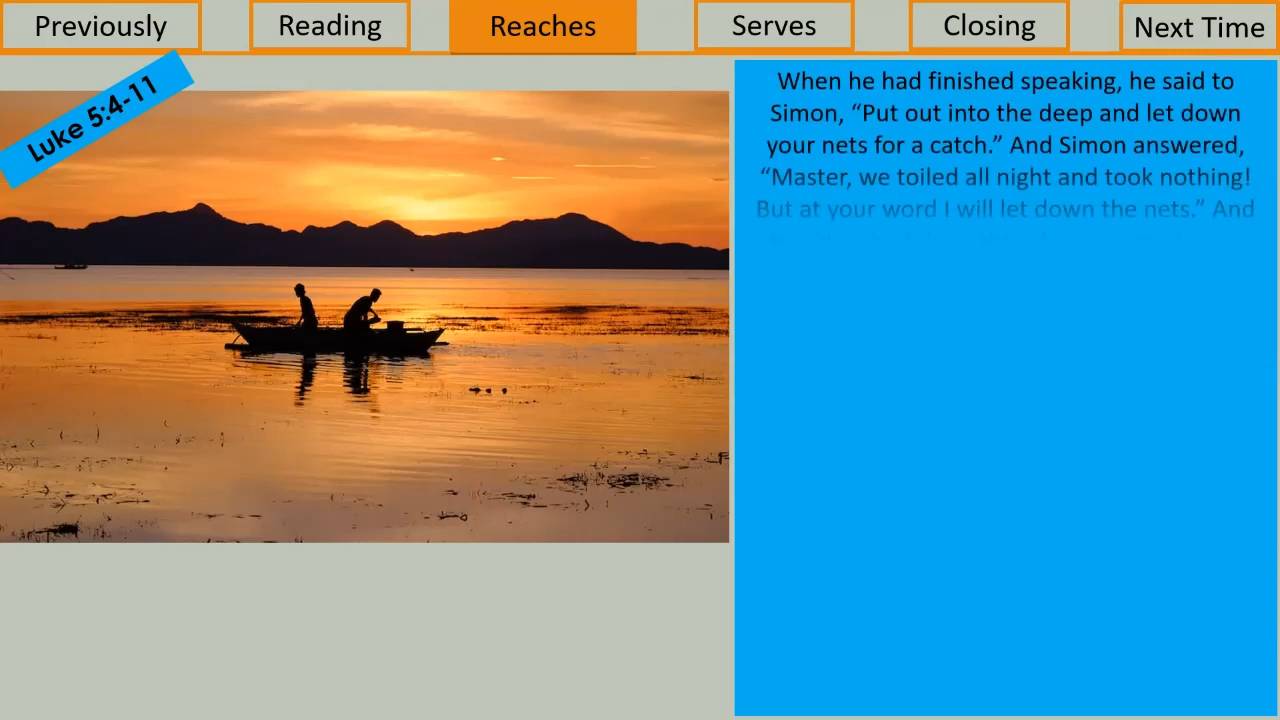 Previously
Reading
Reaches
Serves
Closing
Next Time
Luke 5:4-11
When he had finished speaking, he said to
Simon, “Put out into the deep and let down
your nets for a catch.” And Simon answered,
“Master, we toiled all night and took nothing!
But at your word I will let down the nets.” And